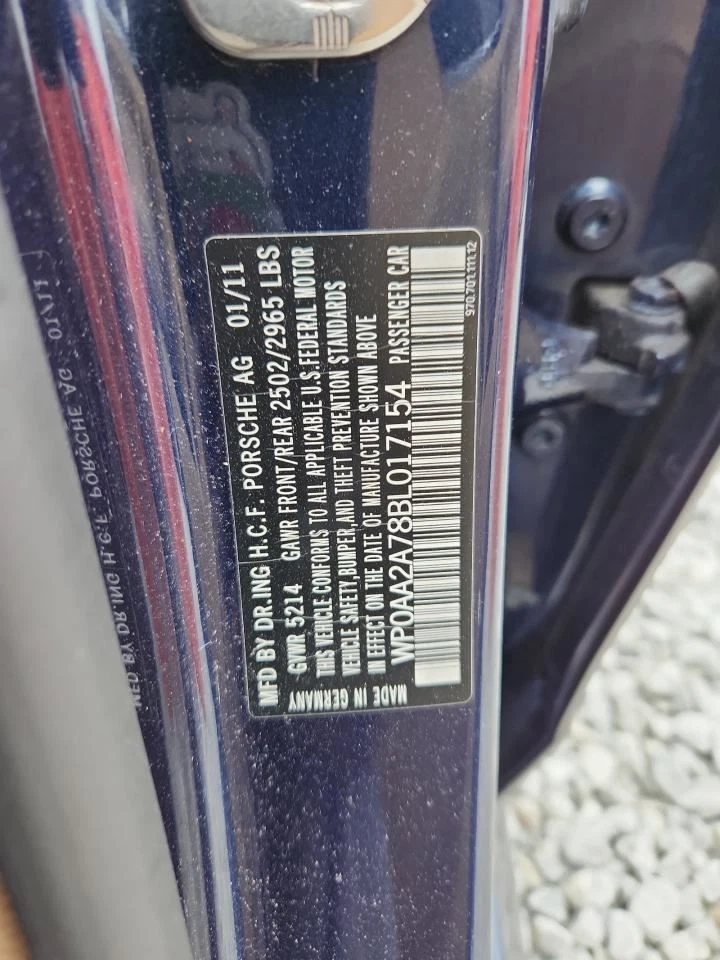 MFD BY DR.ING H.C.F. PORSCHE AG 01/11
GVWR 5214 GAWR FRONT/REAR 2502/2965 LBS
THIS VEHICLE CONFORMS TO ALL APPLICABLE U.S.FEDERAL MOTOR
VEHICLE SAFETY,BUMPER,AND THEFT PREVENTION STANDARDS
IN EFFECT ON THE DATE OF MANUFACTURE SHOWN ABOVE
WP0AA2A78BL017154 PASSENGER CAR
MADE IN GERMANY
970.701.111.12